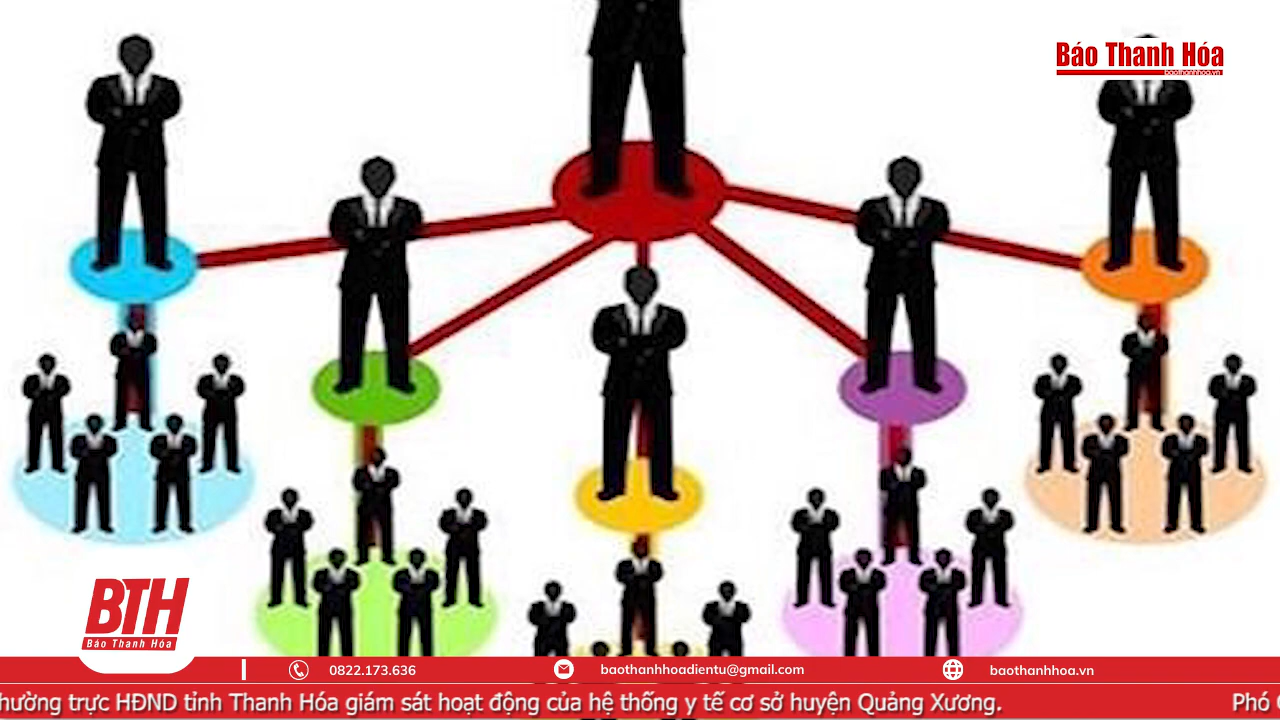 Báo Thanh Hóa
baothanhhoa.vn
BTH
Báo Thanh Hóa
0822.173.636
baothanhhoadientu@gmail.com
baothanhhoa.vn
hường trực HĐND tỉnh Thanh Hóa giám sát hoạt động của hệ thống y tế cơ sở huyện Quảng Xương.
Phó